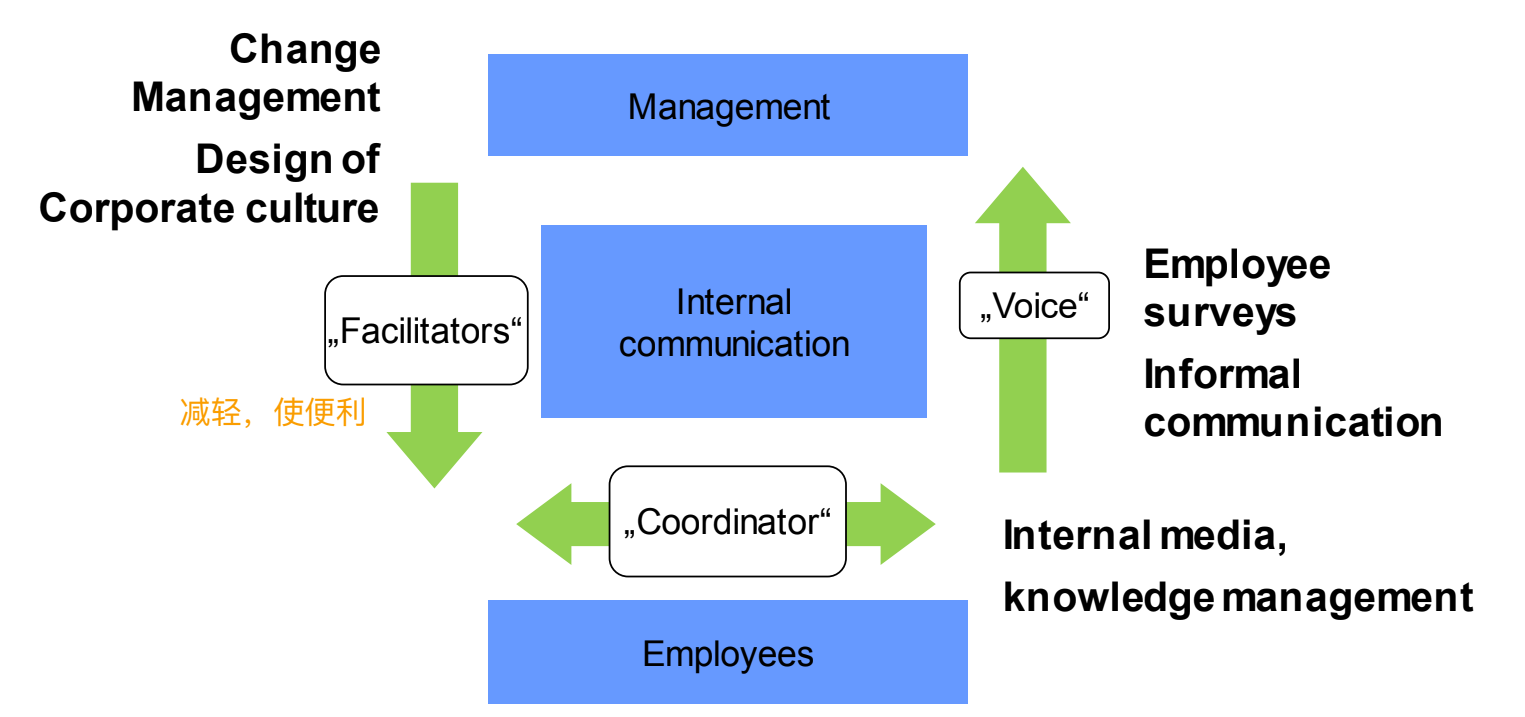 Change
Management
Design of
Corporate culture
Management
Internal
communication
„Facilitators“
减轻，使便利
„Voice“
Employee
surveys
Informal
communication
„Coordinator“
Internal media,
knowledge management
Employees